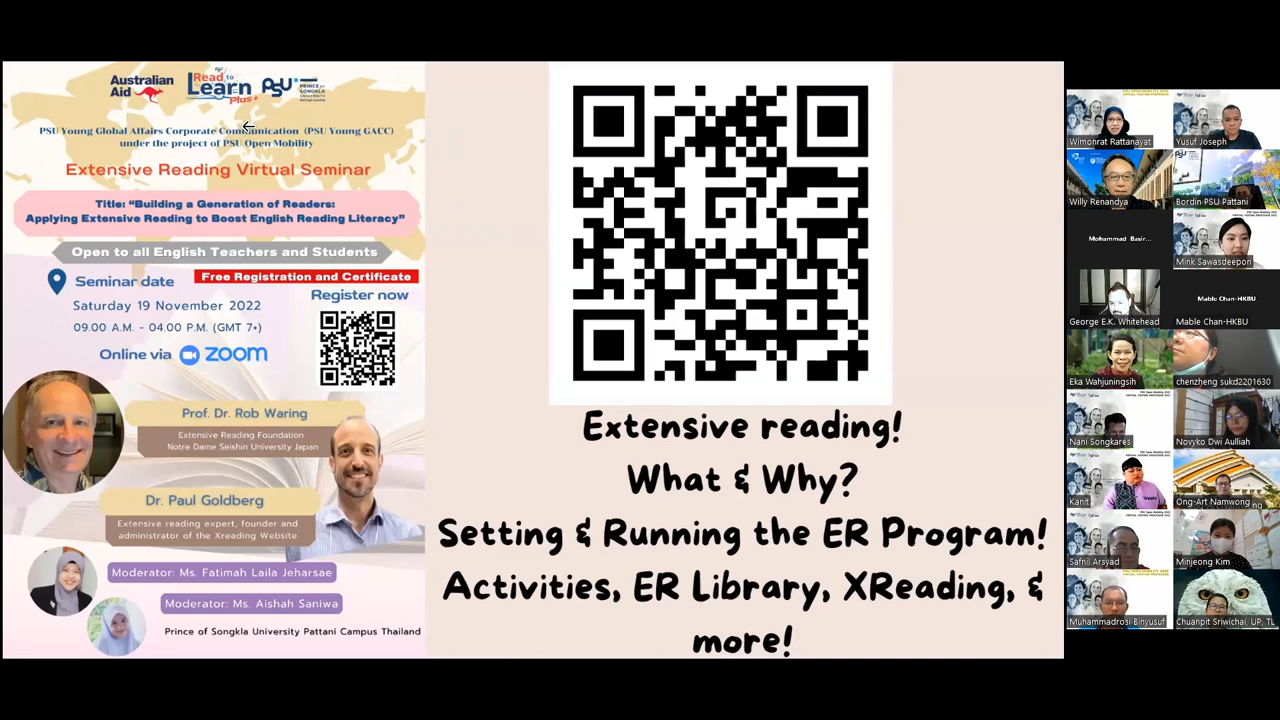 Australian
Aid
Read to
Learn
Plus+
PSU
PRINCE OF
SONGKLA
UNIVERSITY
PSU Young Global Affairs Corporate Communication (PSU Young GACC)
under the project of PSU Open Mobility
Extensive Reading Virtual Seminar
Title: “Building a Generation of Readers:
Applying Extensive Reading to Boost English Reading Literacy”
Open to all English Teachers and Students
Free Registration and Certificate
Seminar date
Register now
Saturday 19 November 2022
09.00 A.M. - 04.00 P.M. (GMT 7+)
Online via zoom
Prof. Dr. Rob Waring
Extensive Reading Foundation
Notre Dame Seishin University Japan
Dr. Paul Goldberg
Extensive reading expert, founder and
administrator of the Xreading Website
Moderator: Ms. Fatimah Laila Jeharsae
Moderator: Ms. Aishah Saniwa
Prince of Songkla University Pattani Campus Thailand
Extensive reading!
What & Why?
Setting & Running the ER Program!
Activities, ER Library, XReading, &
more!
Wimonrat Rattanayat
Yusuf Joseph
Willy Renandya
Bordin PSU Pattani
Mohammad Basir...
Mink Sawasdeepon
George E.K. Whitehead
Mable Chan-HKBU
Mable Chan-HKBU
Eka Wahjuningsih
chenzheng sukd2201630
Nani Songkares
Novyko Dwi Aulliah
Kanit
Ong-Art Namwong
Safnil Arsyad
Minjeong Kim
Muhammadrosi Binyusuf
Chuanpit Sriwichai, UP, TL